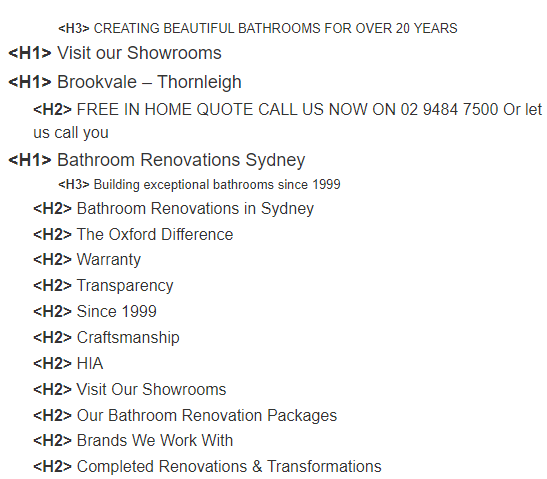 <H3> CREATING BEAUTIFUL BATHROOMS FOR OVER 20 YEARS
<H1> Visit our Showrooms
<H1> Brookvale – Thornleigh
<H2> FREE IN HOME QUOTE CALL US NOW ON 02 9484 7500 Or let
us call you
<H1> Bathroom Renovations Sydney
<H3> Building exceptional bathrooms since 1999
<H2> Bathroom Renovations in Sydney
<H2> The Oxford Difference
<H2> Warranty
<H2> Transparency
<H2> Since 1999
<H2> Craftsmanship
<H2> HIA
<H2> Visit Our Showrooms
<H2> Our Bathroom Renovation Packages
<H2> Brands We Work With
<H2> Completed Renovations & Transformations